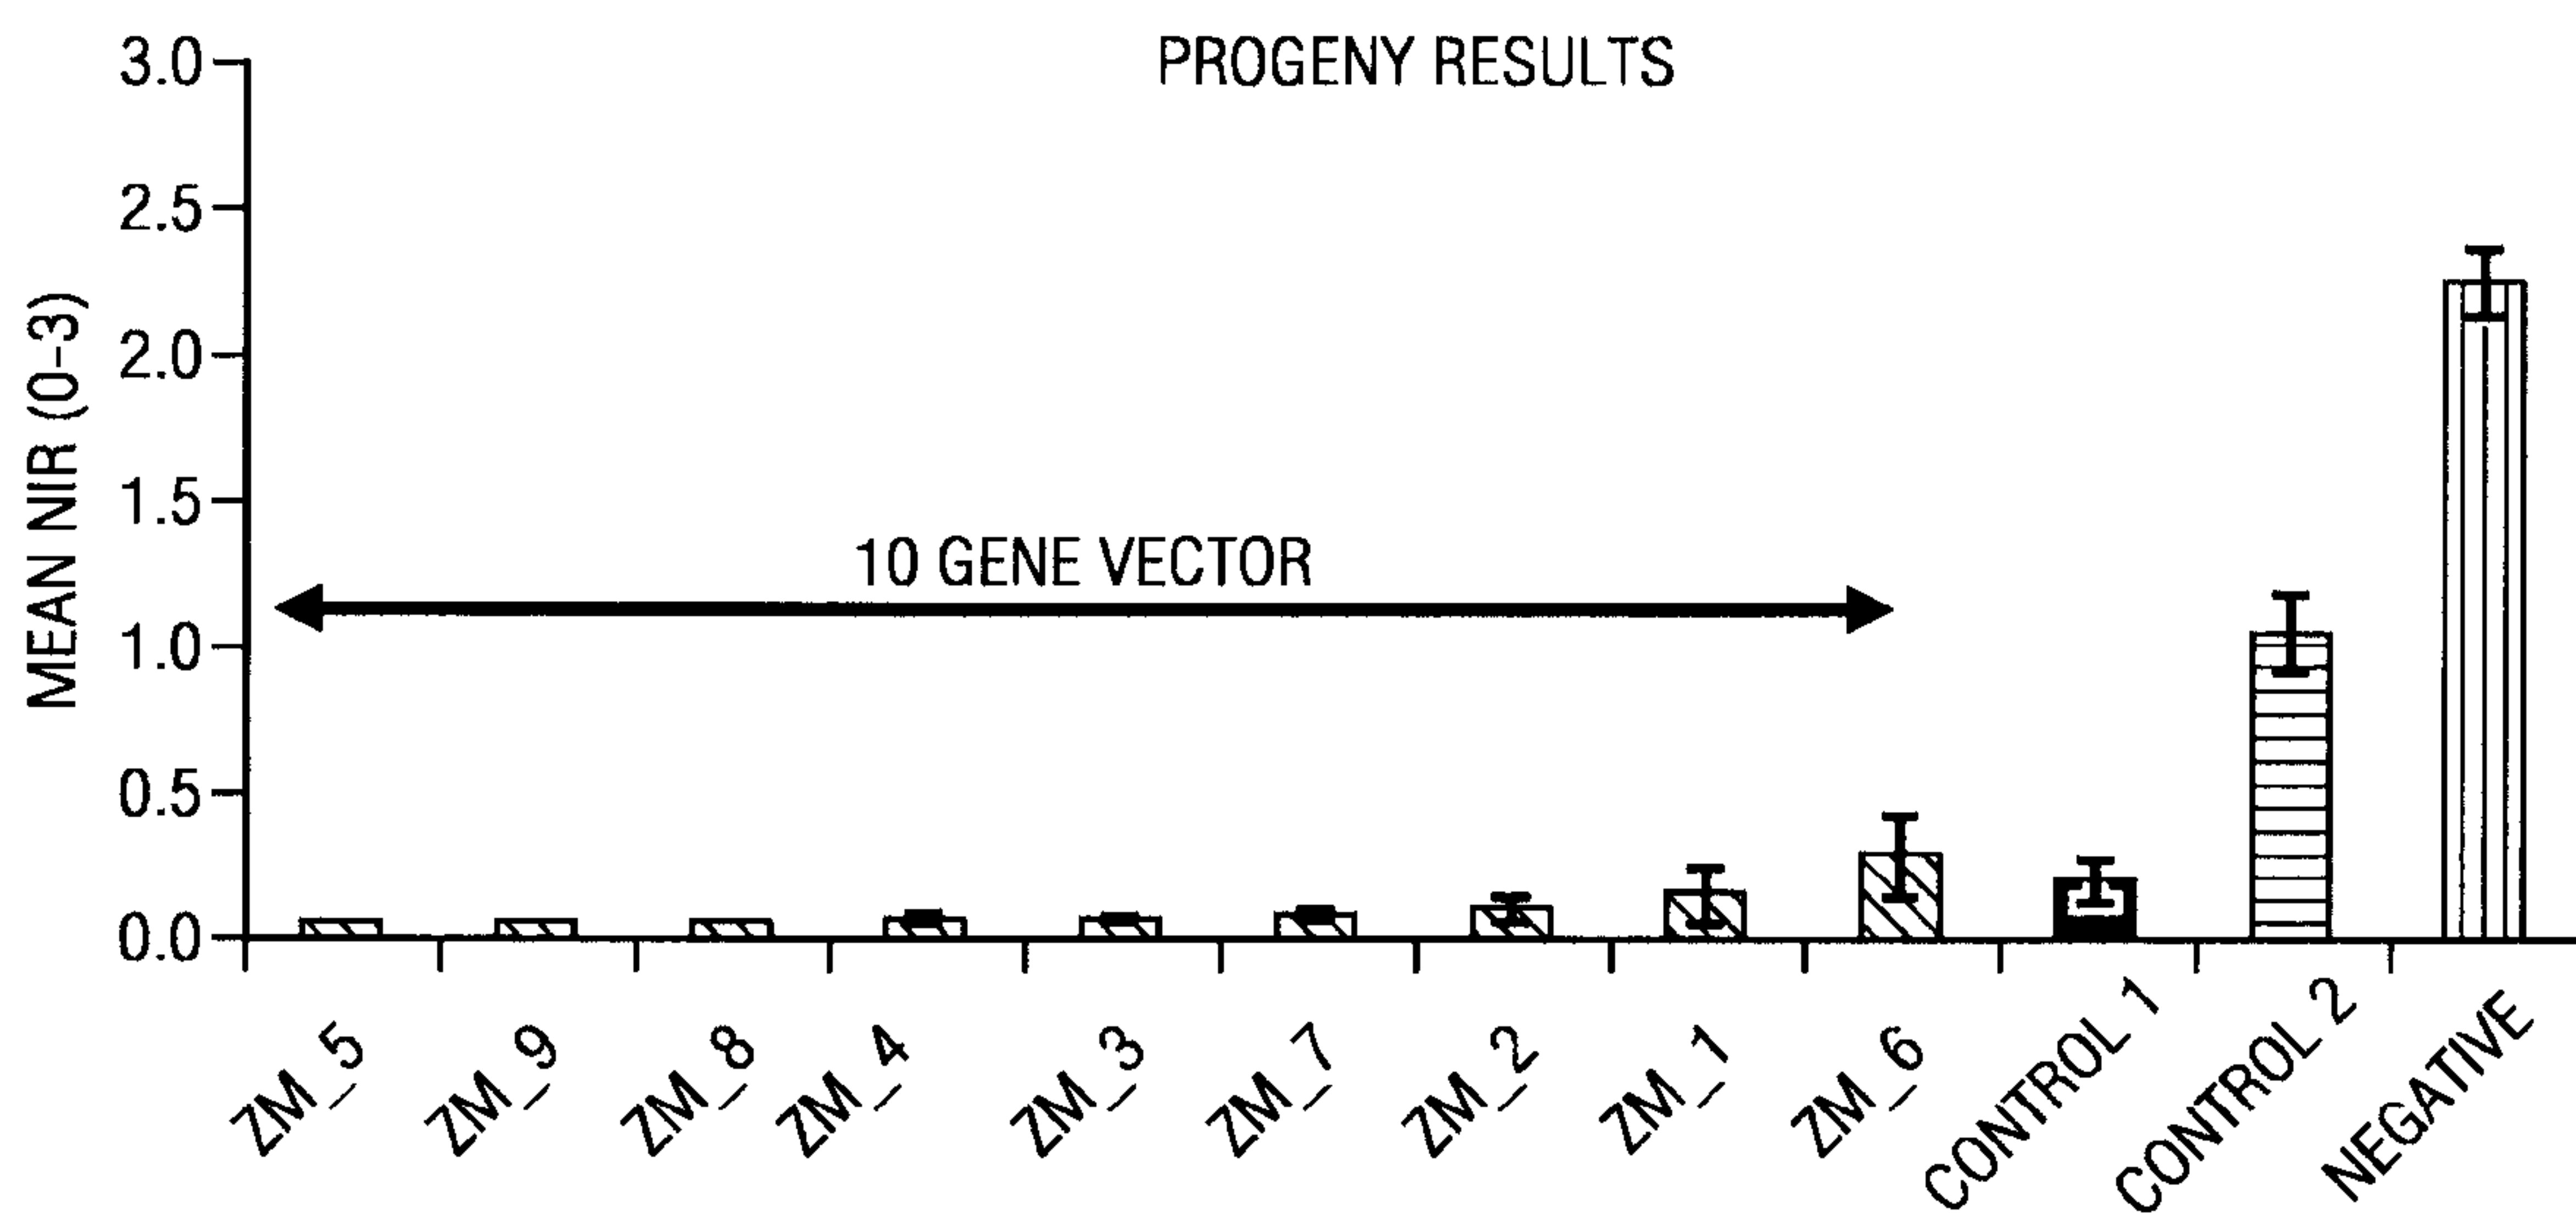 PROGENY RESULTS
MEAN NIR (0-3)
3.0
2.5
2.0
1.5
1.0
0.5
0.0
10 GENE VECTOR
ZM_5
ZM_9
ZM_8
ZM_4
ZM_3
ZM_7
ZM_2
ZM_1
ZM_6
CONTROL 1
CONTROL 2
NEGATIVE